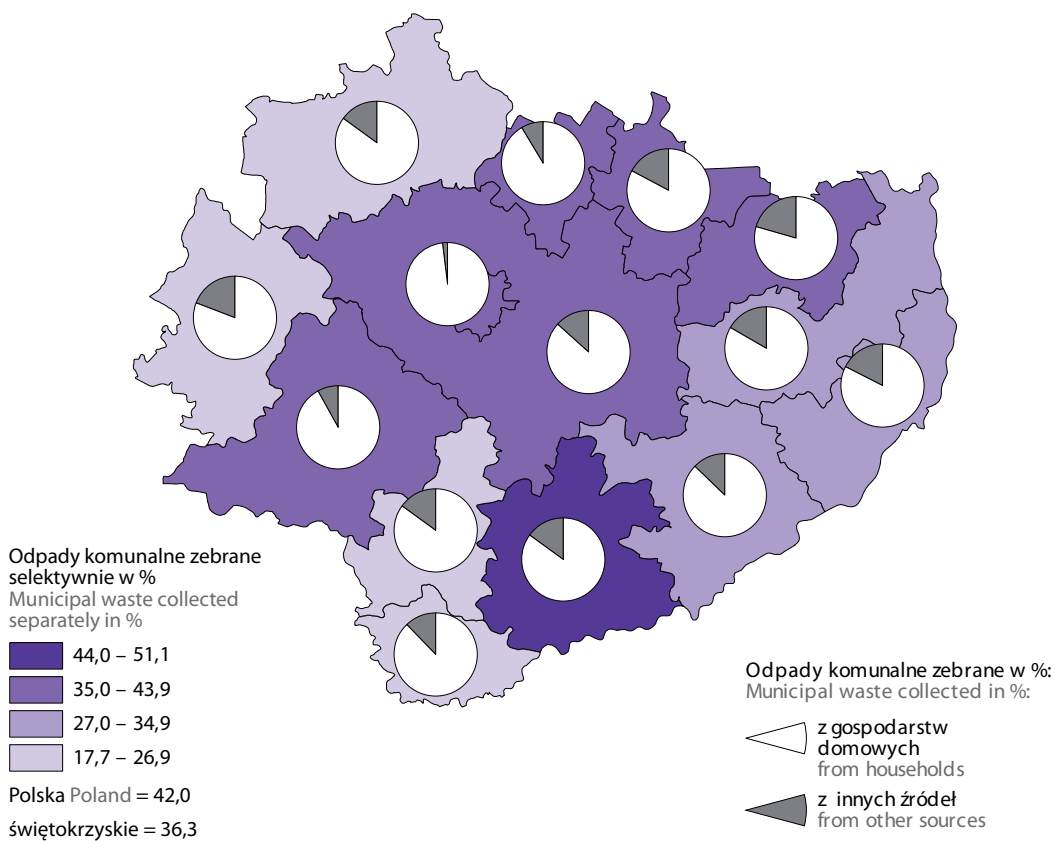 Odpady komunalne zebrane
selektywnie w %
Municipal waste collected
separately in %
44,0 – 51,1
35,0 – 43,9
27,0 – 34,9
17,7 – 26,9
Polska Poland = 42,0
świętokrzyskie = 36,3
Odpady komunalne zebrane w %:
Municipal waste collected in %:
z gospodarstw
domowych
from households
z innych źródeł
from other sources